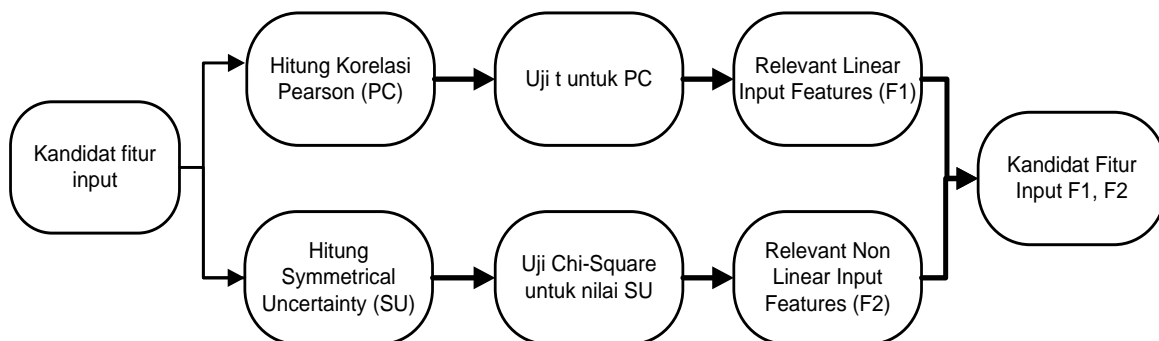 Kandidat fitur
input
Hitung Korelasi
Pearson (PC)
Uji t untuk PC
Relevant Linear
Input Features (F1)
Hitung
Symmetrical
Uncertainty (SU)
Uji Chi-Square
untuk nilai SU
Relevant Non
Linear Input
Features (F2)
Kandidat Fitur
Input F1, F2